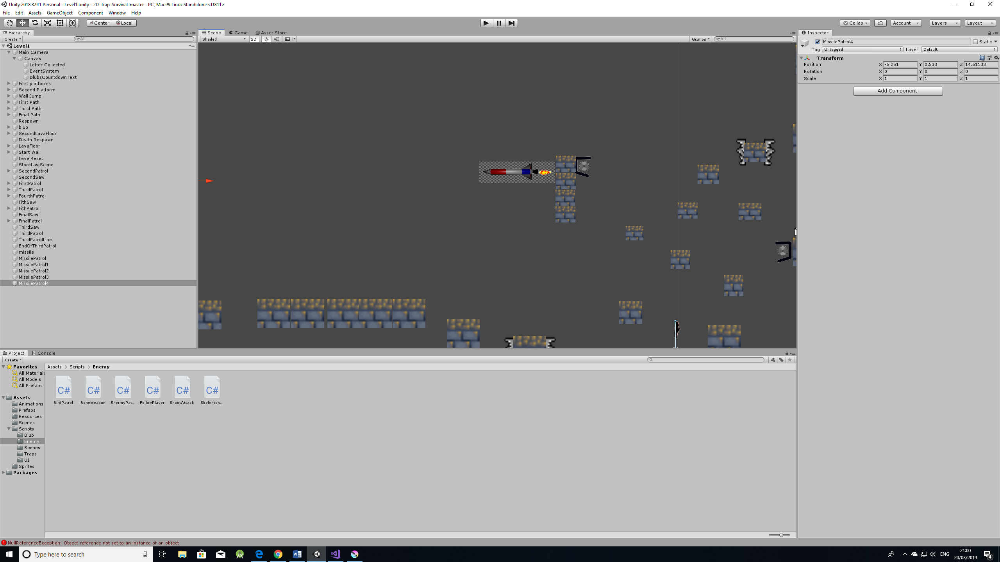 Unity 2018.3.9f1 Personal - Level1.unity - 2D-Trap-Survival-master - PC, Mac & Linux Standalone <DX11>
File Edit Assets GameObject Component Window Help
Center Local Collab Account Layers Layout
Hierarchy
Create All
Level1
Main Camera
Canvas
Letter Collected
EventSystem
BlubsCountdownText
First platforms
Second Platform
Wall Jump
First Path
Third Path
Final Path
Respawn
blub
SecondLavaFloor
Death Respawn
LavaFloor
Start Wall
LevelReset
StoreLastScene
SecondPatrol
SecondSaw
FirstPatrol
ThirdPatrol
FourthPatrol
FithSaw
FithPatrol
FinalSaw
FinalPatrol
ThirdSaw
ThirdPatrol
ThirdPatrolLine
EndOfThirdPatrol
missile
MissilePatrol
MissilePatrol1
MissilePatrol2
MissilePatrol3
MissilePatrol4
Scene Game Asset Store
Shaded 2D Gizmos All
Inspector
MissilePatrol4 Static
Tag Untagged Layer Default
Transform
Position X -6.251 Y 0.533 Z 14.61133
Rotation X 0 Y 0 Z 0
Scale X 1 Y 1 Z 1
Add Component
Project Console
Create
Favorites
All Materials
All Models
All Prefabs
Assets
Animations
Prefabs
Resources
Scenes
Scripts
Blub
Enemy
Scenes
Traps
UI
Sprites
Packages
Assets > Scripts > Enemy
C# C# C# C# C# C#
BirdPatrol BoneWeapon EnermyPat... FollowPlayer ShootAttack Skelenton...
NullReferenceException: Object reference not set to an instance of an object
Type here to search
ENG
21:00
20/03/2019
4